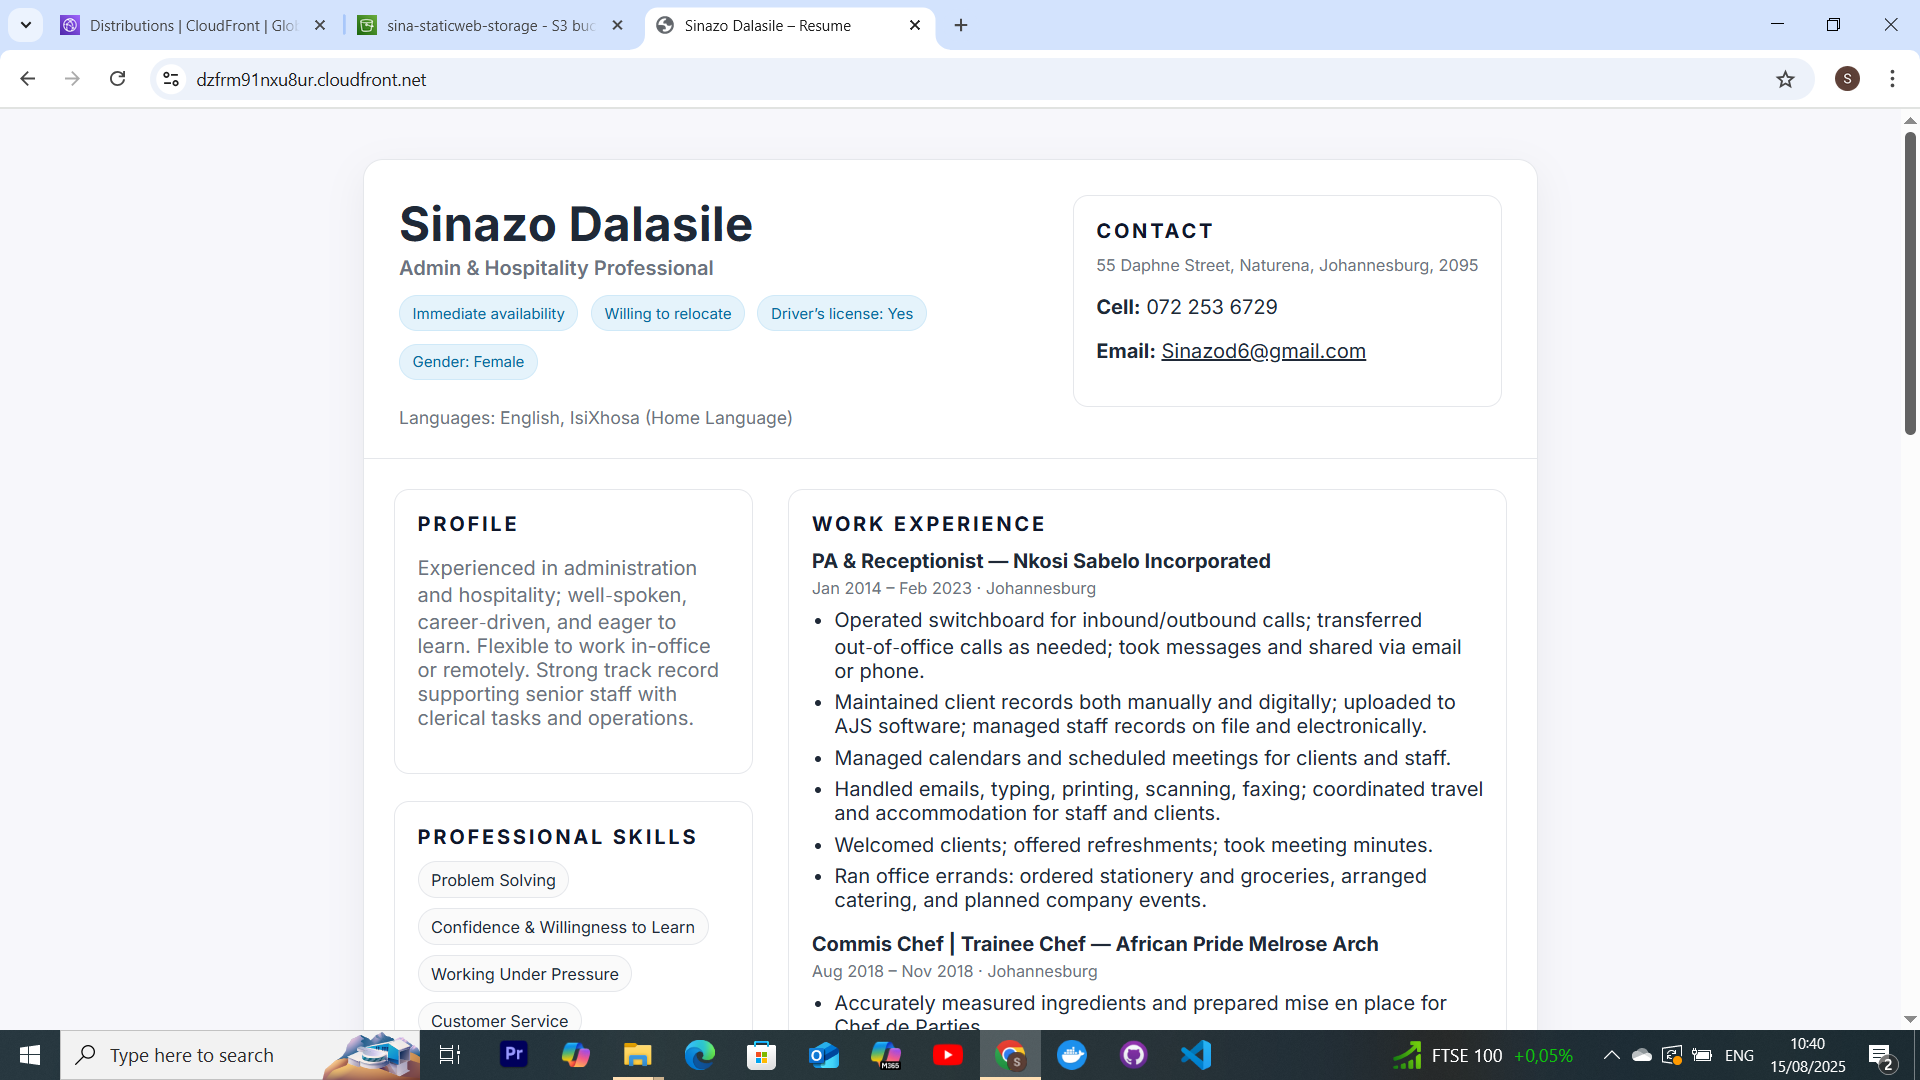 Distributions | CloudFront | Glob
sina-staticweb-storage - S3 buc
Sinazo Dalasile – Resume
dzfrm91nxu8ur.cloudfront.net
S
Sinazo Dalasile
Admin & Hospitality Professional
Immediate availability
Willing to relocate
Driver’s license: Yes
Gender: Female
Languages: English, IsiXhosa (Home Language)
CONTACT
55 Daphne Street, Naturena, Johannesburg, 2095
Cell: 072 253 6729
Email: Sinazod6@gmail.com
PROFILE
Experienced in administration
and hospitality; well-spoken,
career-driven, and eager to
learn. Flexible to work in-office
or remotely. Strong track record
supporting senior staff with
clerical tasks and operations.
PROFESSIONAL SKILLS
Problem Solving
Confidence & Willingness to Learn
Working Under Pressure
Customer Service
WORK EXPERIENCE
PA & Receptionist — Nkosi Sabelo Incorporated
Jan 2014 – Feb 2023 · Johannesburg
• Operated switchboard for inbound/outbound calls; transferred
out-of-office calls as needed; took messages and shared via email
or phone.
• Maintained client records both manually and digitally; uploaded to
AJS software; managed staff records on file and electronically.
• Managed calendars and scheduled meetings for clients and staff.
• Handled emails, typing, printing, scanning, faxing; coordinated travel
and accommodation for staff and clients.
• Welcomed clients; offered refreshments; took meeting minutes.
• Ran office errands: ordered stationery and groceries, arranged
catering, and planned company events.
Commis Chef | Trainee Chef — African Pride Melrose Arch
Aug 2018 – Nov 2018 · Johannesburg
• Accurately measured ingredients and prepared mise en place for
Chef de Parties
Type here to search
Pr
M365
S
FTSE 100 +0,05%
ENG
10:40
15/08/2025
2